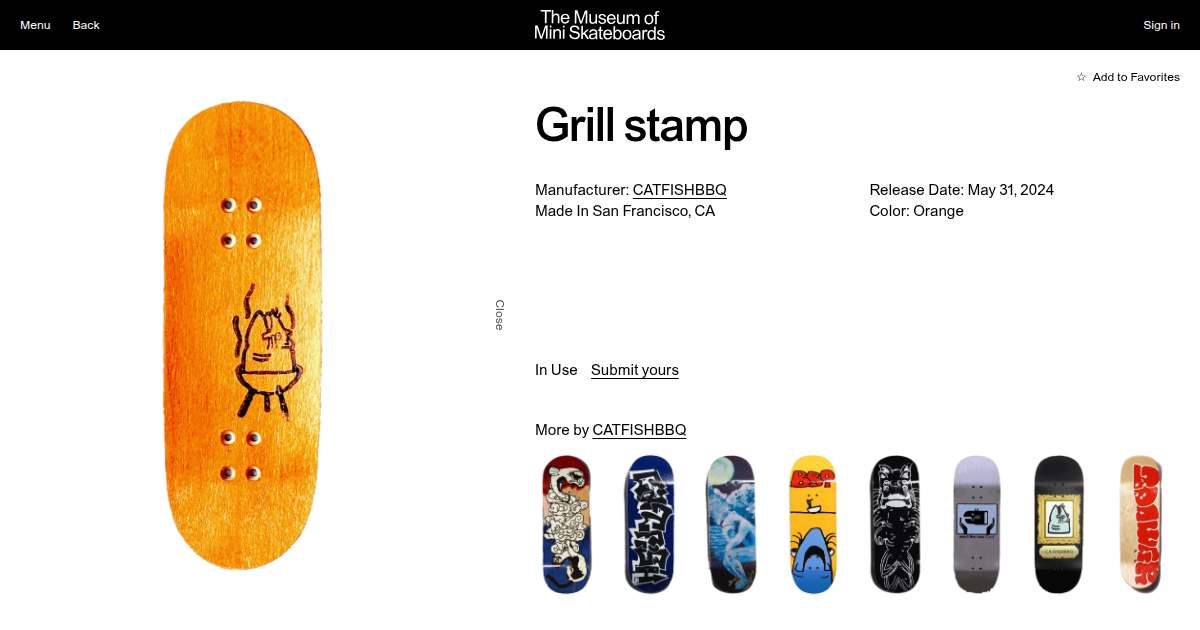 Menu
Back
The Museum of
Mini Skateboards
Sign in
☆ Add to Favorites
Grill stamp
Manufacturer: CATFISHBBQ
Made In San Francisco, CA
Release Date: May 31, 2024
Color: Orange
Close
In Use
Submit yours
More by CATFISHBBQ